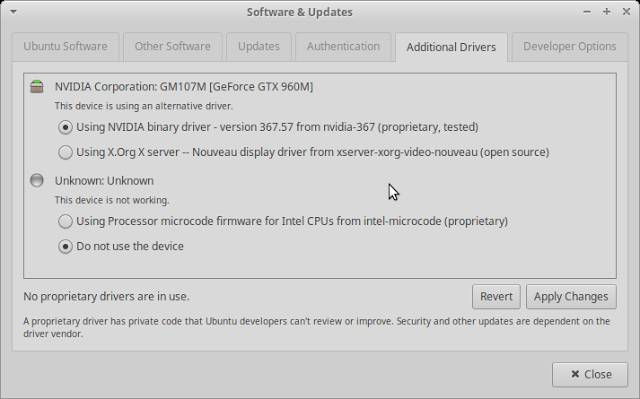 Software & Updates
Ubuntu Software
Other Software
Updates
Authentication
Additional Drivers
Developer Options
NVIDIA Corporation: GM107M [GeForce GTX 960M]
This device is using an alternative driver.
Using NVIDIA binary driver - version 367.57 from nvidia-367 (proprietary, tested)
Using X.Org X server -- Nouveau display driver from xserver-xorg-video-nouveau (open source)
Unknown: Unknown
This device is not working.
Using Processor microcode firmware for Intel CPUs from intel-microcode (proprietary)
Do not use the device
No proprietary drivers are in use.
Revert
Apply Changes
A proprietary driver has private code that Ubuntu developers can't review or improve. Security and other updates are dependent on the
driver vendor.
Close